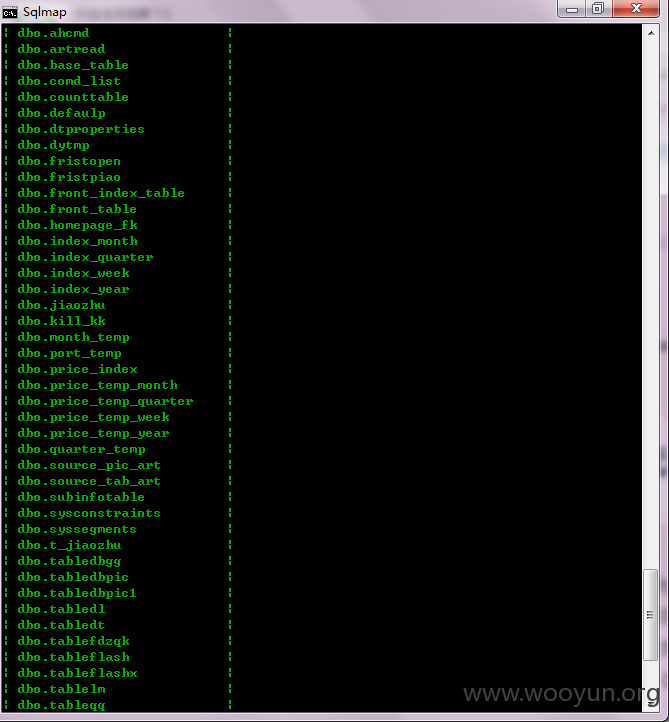 Sqlmap
¦ dbo.ahcmd ¦
¦ dbo.artread ¦
¦ dbo.base_table ¦
¦ dbo.comd_list ¦
¦ dbo.counttable ¦
¦ dbo.defaulp ¦
¦ dbo.dtproperties ¦
¦ dbo.dytmp ¦
¦ dbo.fristopen ¦
¦ dbo.fristpiao ¦
¦ dbo.front_index_table ¦
¦ dbo.front_table ¦
¦ dbo.homepage_fk ¦
¦ dbo.index_month ¦
¦ dbo.index_quarter ¦
¦ dbo.index_week ¦
¦ dbo.index_year ¦
¦ dbo.jiaozhu ¦
¦ dbo.kill_kk ¦
¦ dbo.month_temp ¦
¦ dbo.port_temp ¦
¦ dbo.price_index ¦
¦ dbo.price_temp_month ¦
¦ dbo.price_temp_quarter ¦
¦ dbo.price_temp_week ¦
¦ dbo.price_temp_year ¦
¦ dbo.quarter_temp ¦
¦ dbo.source_pic_art ¦
¦ dbo.source_tab_art ¦
¦ dbo.subinfotable ¦
¦ dbo.sysconstraints ¦
¦ dbo.syssegments ¦
¦ dbo.t_jiaozhu ¦
¦ dbo.tabledbgg ¦
¦ dbo.tabledbpic ¦
¦ dbo.tabledbpic1 ¦
¦ dbo.tabledl ¦
¦ dbo.tabledt ¦
¦ dbo.tablefdzqk ¦
¦ dbo.tableflash ¦
¦ dbo.tableflashx ¦
¦ dbo.tablelm ¦
¦ dbo.tableqq ¦
www.wooyun.org